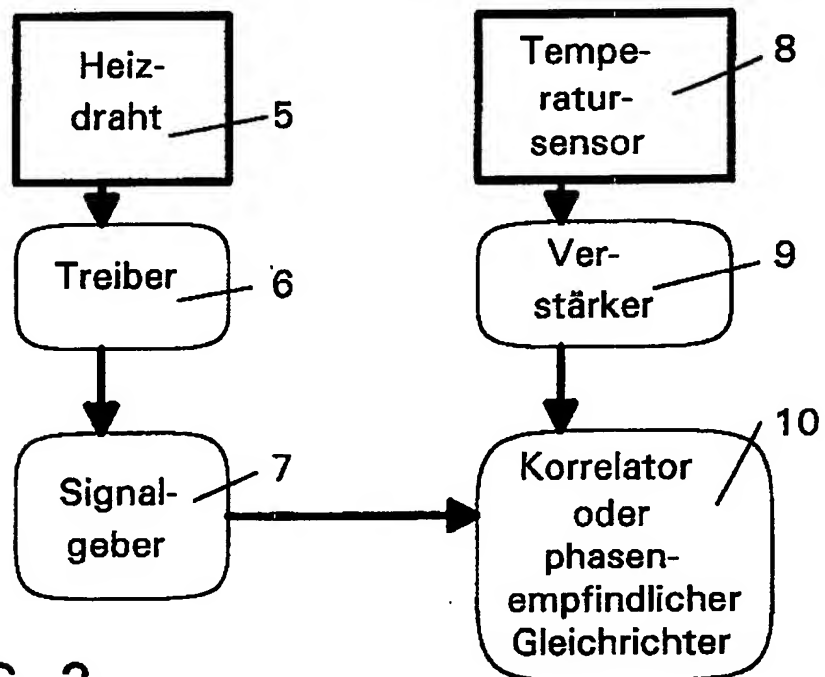 Heiz-
draht
5
Tempe-
ratur-
sensor
8
Treiber
6
Ver-
stärker
9
Signal-
geber
7
Korrelator
oder
phasen-
empfindlicher
Gleichrichter
10